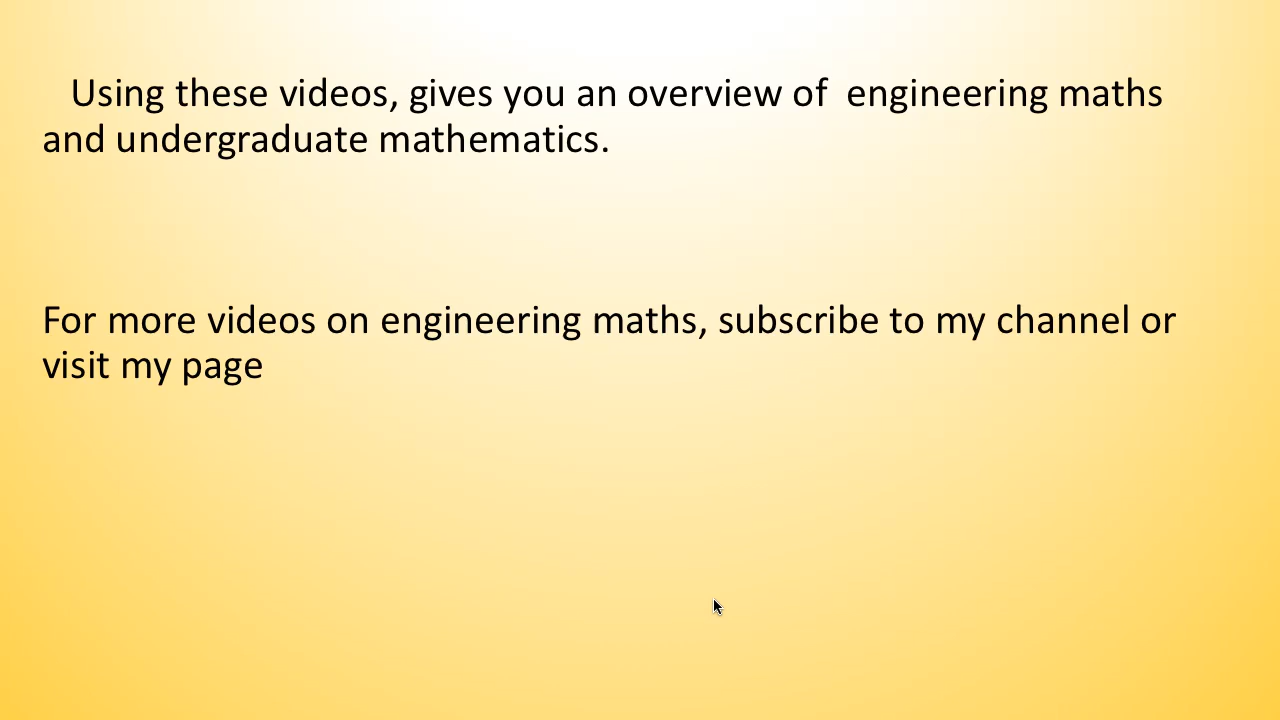 Using these videos, gives you an overview of  engineering maths
and undergraduate mathematics.
For more videos on engineering maths, subscribe to my channel or
visit my page